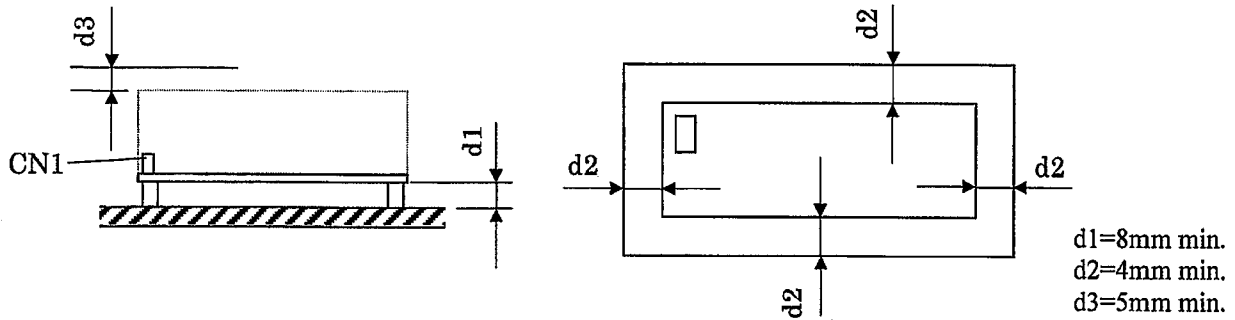 d3
CN1
d1
d2
d2
d2
d2
d1=8mm min.
d2=4mm min.
d3=5mm min.